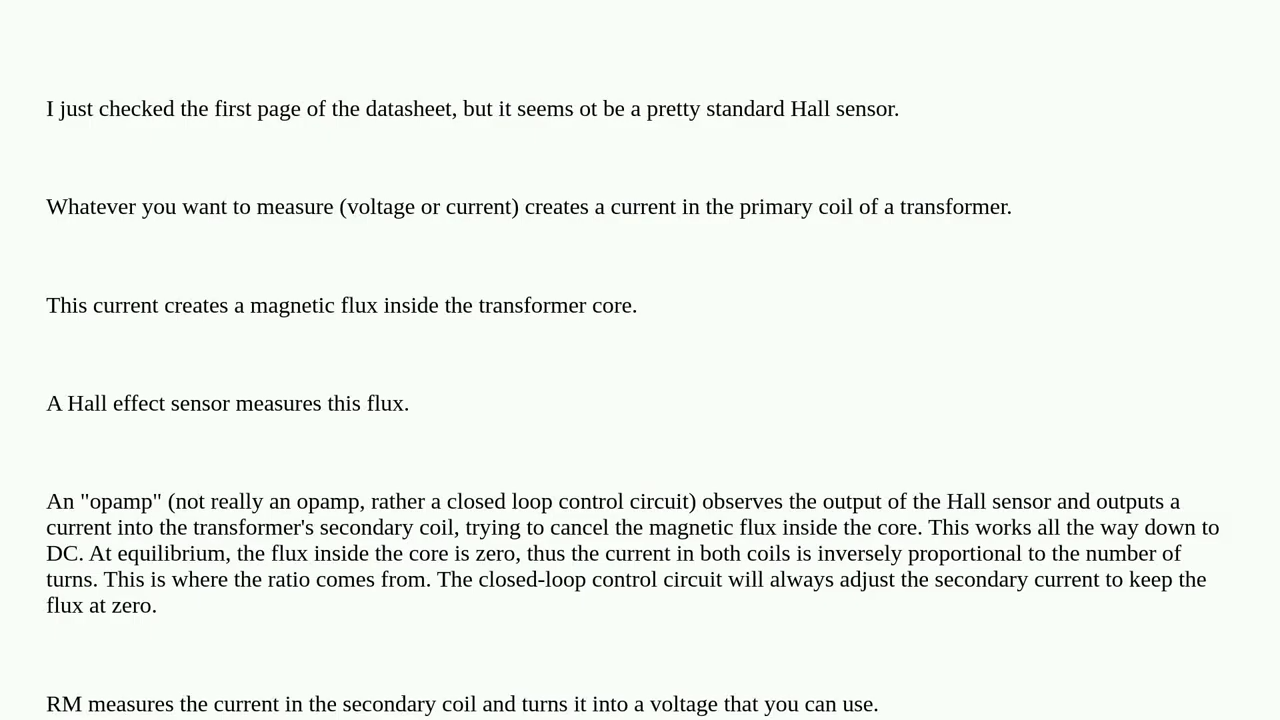 I just checked the first page of the datasheet, but it seems ot be a pretty standard Hall sensor.
Whatever you want to measure (voltage or current) creates a current in the primary coil of a transformer.
This current creates a magnetic flux inside the transformer core.
A Hall effect sensor measures this flux.
An "opamp" (not really an opamp, rather a closed loop control circuit) observes the output of the Hall sensor and outputs a
current into the transformer's secondary coil, trying to cancel the magnetic flux inside the core. This works all the way down to
DC. At equilibrium, the flux inside the core is zero, thus the current in both coils is inversely proportional to the number of
turns. This is where the ratio comes from. The closed-loop control circuit will always adjust the secondary current to keep the
flux at zero.
RM measures the current in the secondary coil and turns it into a voltage that you can use.